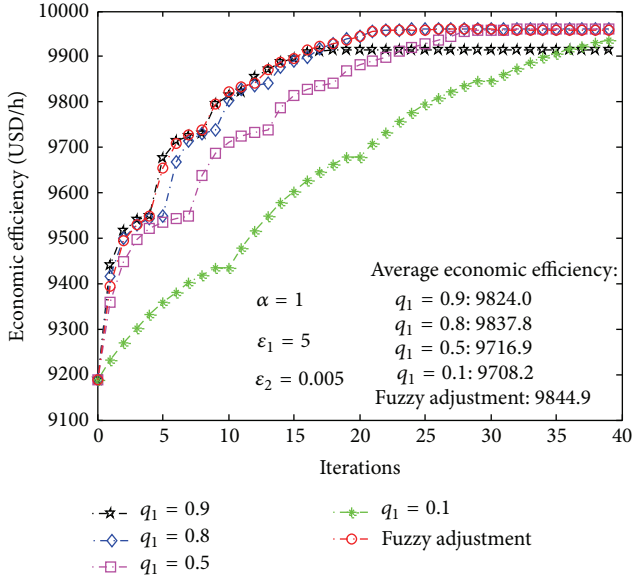 Economic efficiency (USD/h)
10000
9900
9800
9700
9600
9500
9400
9300
9200
9100
α = 1
ε1 = 5
ε2 = 0.005
Average economic efficiency:
q1 = 0.9: 9824.0
q1 = 0.8: 9837.8
q1 = 0.5: 9716.9
q1 = 0.1: 9708.2
Fuzzy adjustment: 9844.9
0 5 10 15 20 25 30 35 40
Iterations
q1 = 0.9
q1 = 0.8
q1 = 0.5
q1 = 0.1
Fuzzy adjustment